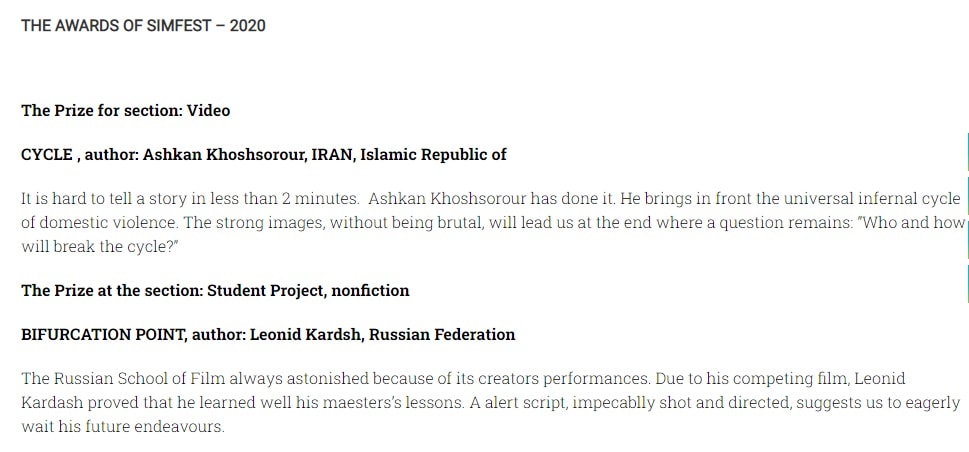 THE AWARDS OF SIMFEST – 2020
The Prize for section: Video
CYCLE , author: Ashkan Khoshsorour, IRAN, Islamic Republic of
It is hard to tell a story in less than 2 minutes.  Ashkan Khoshsorour has done it. He brings in front the universal infernal cycle
of domestic violence. The strong images, without being brutal, will lead us at the end where a question remains: “Who and how
will break the cycle?”
The Prize at the section: Student Project, nonfiction
BIFURCATION POINT, author: Leonid Kardsh, Russian Federation
The Russian School of Film always astonished because of its creators performances. Due to his competing film, Leonid
Kardash proved that he learned well his maesters’s lessons. A alert script, impecablly shot and directed, suggests us to eagerly
wait his future endeavours.